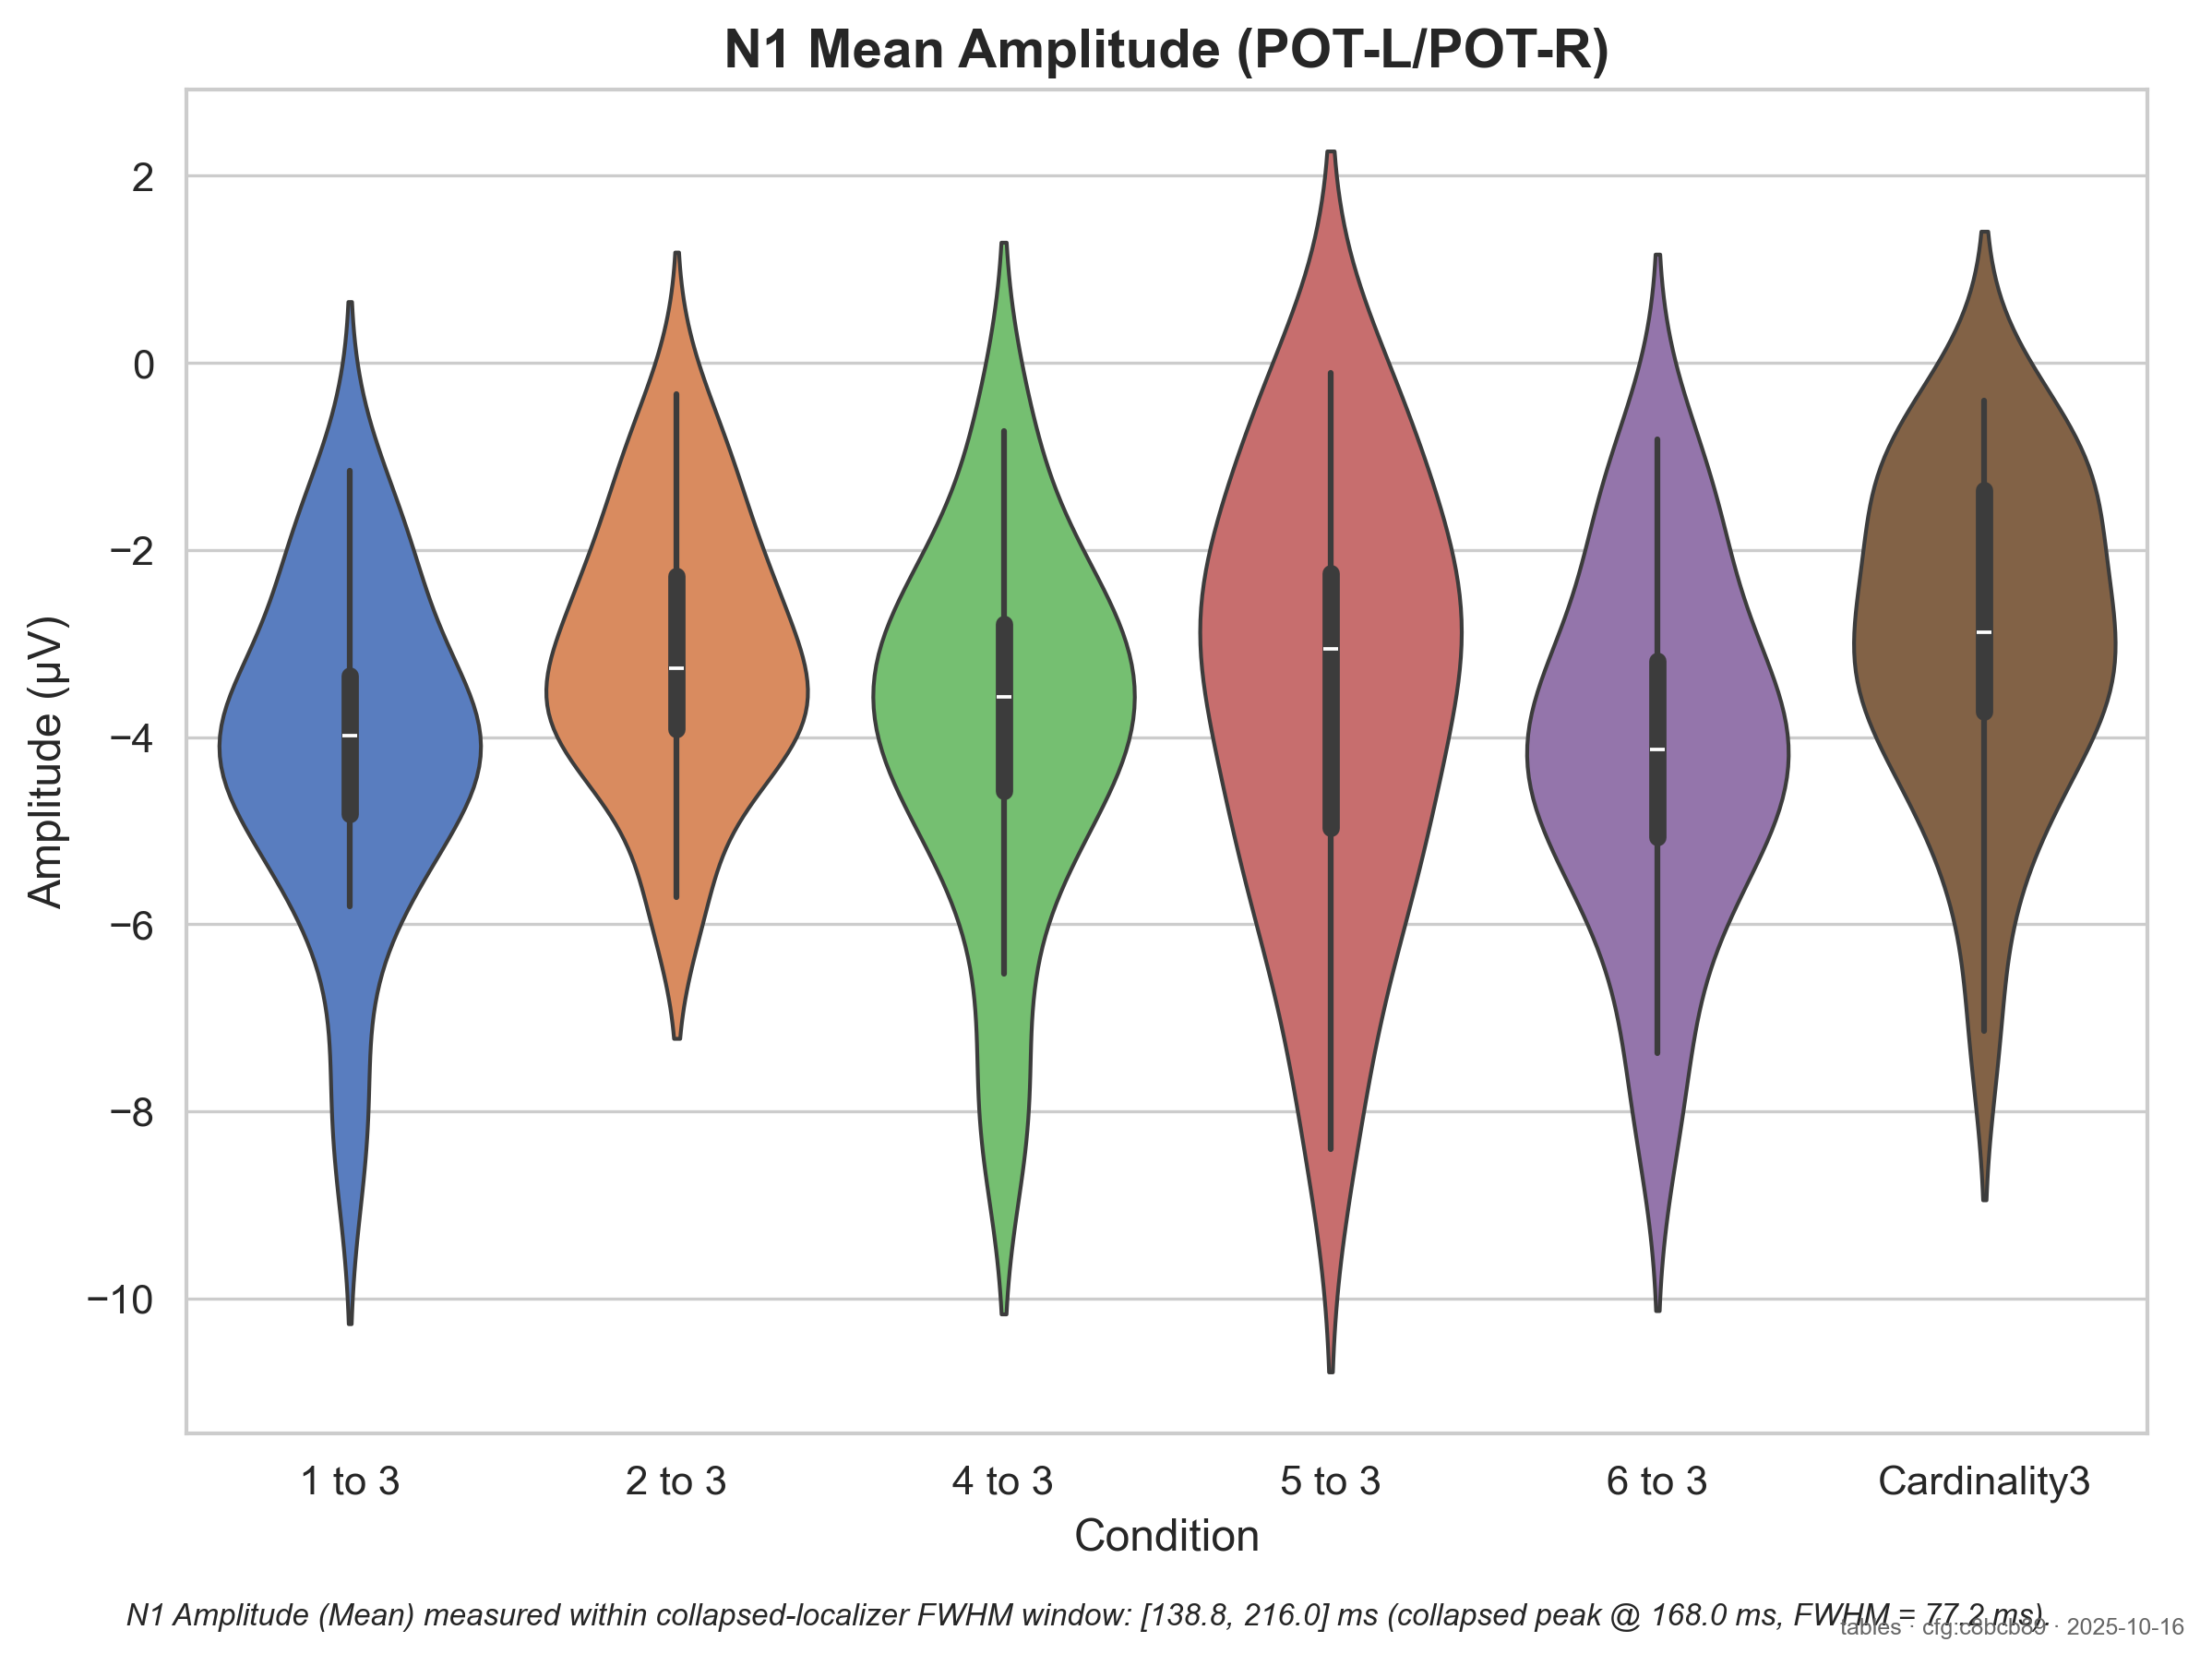 N1 Mean Amplitude (POT-L/POT-R)
Amplitude (µV)
2
0
−2
−4
−6
−8
−10
1 to 3
2 to 3
4 to 3
5 to 3
6 to 3
Cardinality3
Condition
N1 Amplitude (Mean) measured within collapsed-localizer FWHM window: [138.8, 216.0] ms (collapsed peak @ 168.0 ms, FWHM = 77.2 ms).
tables · cfg:c8bcb89 · 2025-10-16